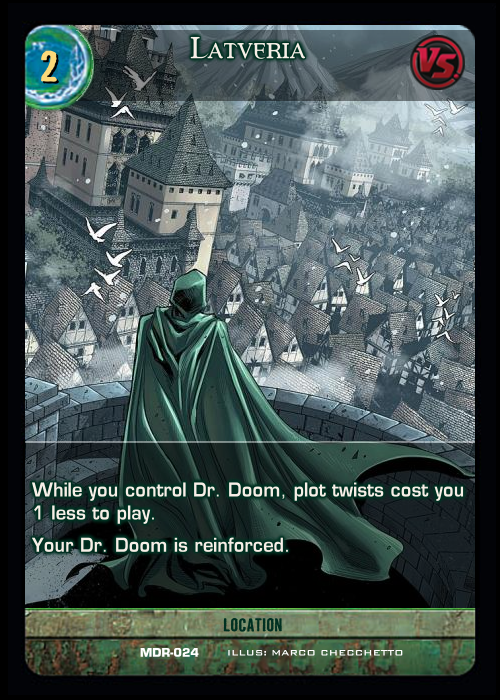 Latveria
2
VS.
While you control Dr. Doom, plot twists cost you
1 less to play.
Your Dr. Doom is reinforced.
LOCATION
MDR-024 ILLUS: MARCO CHECCHETTO